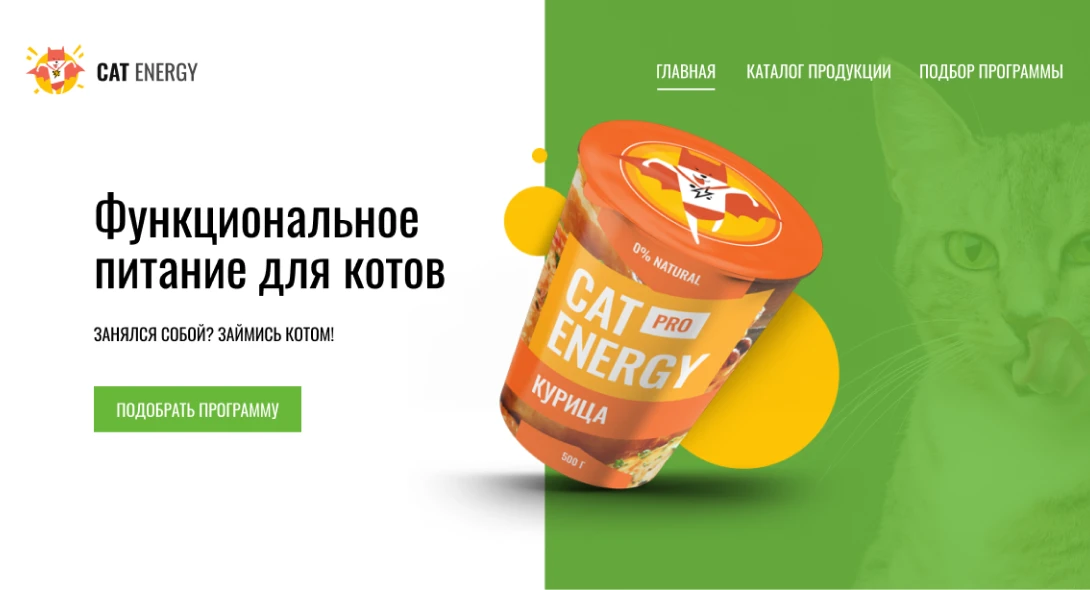 CAT ENERGY
ГЛАВНАЯ
КАТАЛОГ ПРОДУКЦИИ
ПОДБОР ПРОГРАММЫ
Функциональное
питание для котов
ЗАНЯЛСЯ СОБОЙ? ЗАЙМИСЬ КОТОМ!
ПОДОБРАТЬ ПРОГРАММУ
0% NATURAL
CAT PRO
ENERGY
КУРИЦА
500 Г